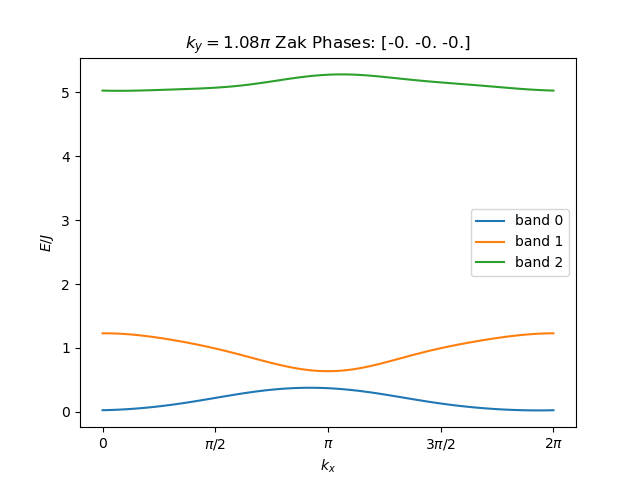 k_y = 1.08π Zak Phases: [-0. -0. -0.]
5
4
3
2
1
0
E/J
band 0
band 1
band 2
0
π/2
π
3π/2
2π
k_x